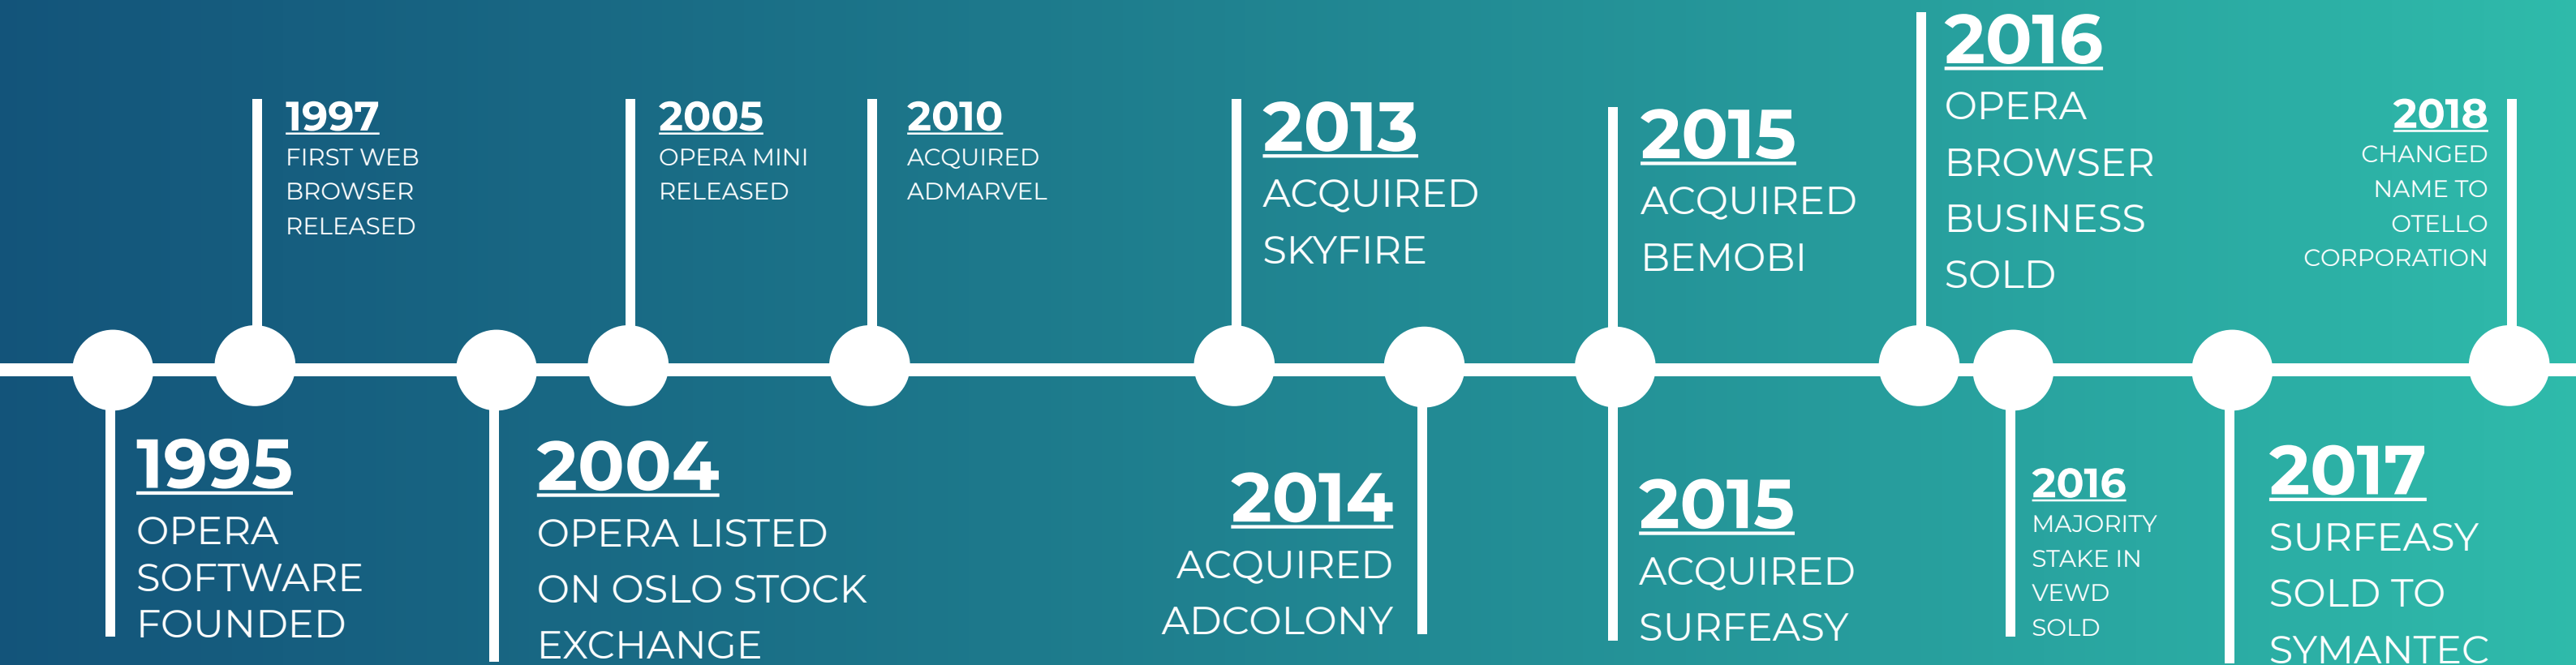 1995
OPERA
SOFTWARE
FOUNDED
1997
FIRST WEB
BROWSER
RELEASED
2004
OPERA LISTED
ON OSLO STOCK
EXCHANGE
2005
OPERA MINI
RELEASED
2010
ACQUIRED
ADMARVEL
2013
ACQUIRED
SKYFIRE
2014
ACQUIRED
ADCOLONY
2015
ACQUIRED
BEMOBI
2015
ACQUIRED
SURFEASY
2016
OPERA
BROWSER
BUSINESS
SOLD
2016
MAJORITY
STAKE IN
VEWD
SOLD
2017
SURFEASY
SOLD TO
SYMANTEC
2018
CHANGED
NAME TO
OTELLO
CORPORATION